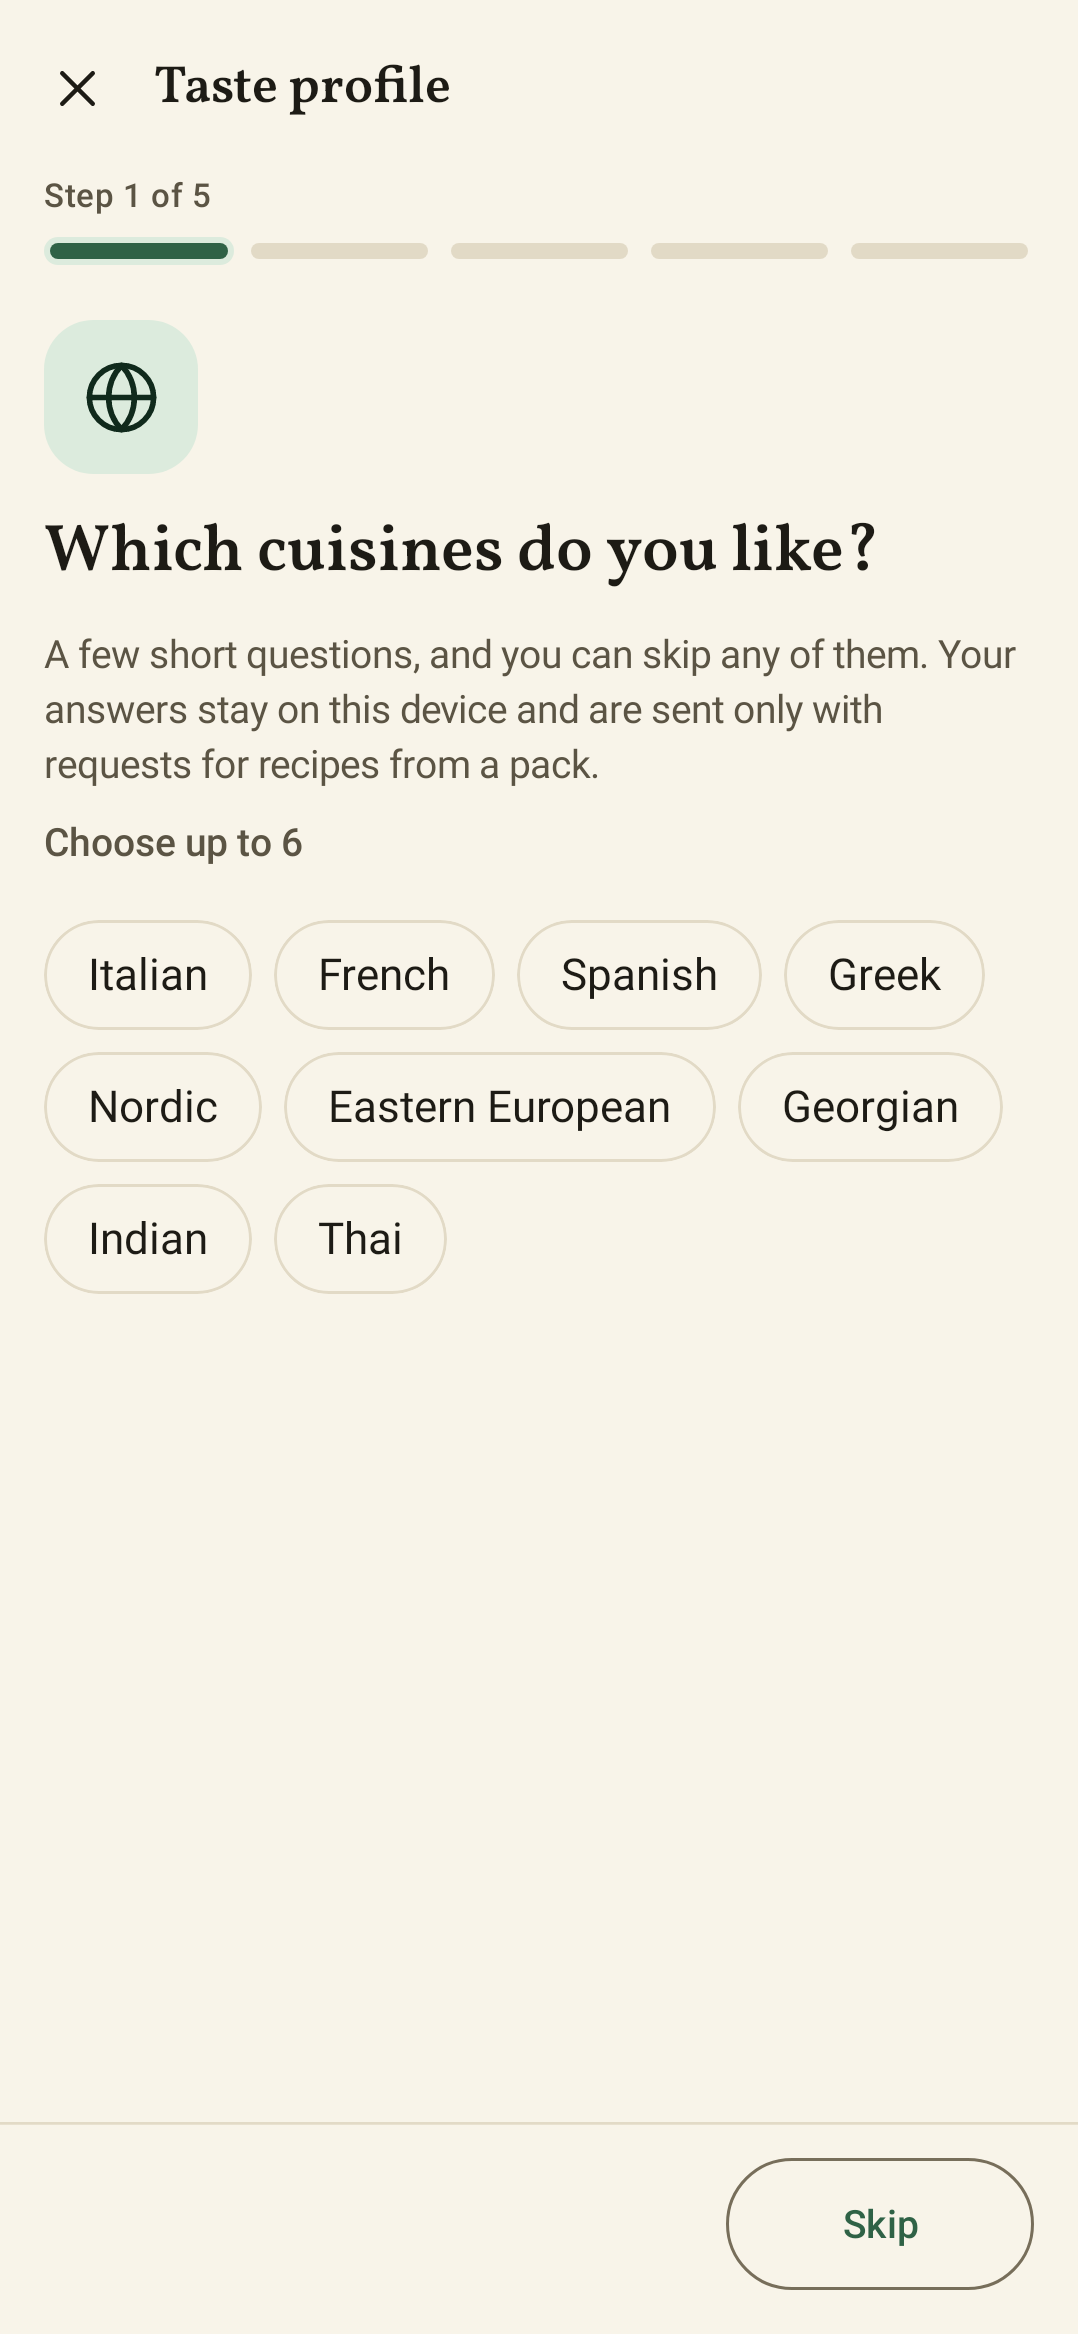 Taste profile
Step 1 of 5
Which cuisines do you like?
A few short questions, and you can skip any of them. Your
answers stay on this device and are sent only with
requests for recipes from a pack.
Choose up to 6
Italian French Spanish Greek
Nordic Eastern European Georgian
Indian Thai
Skip